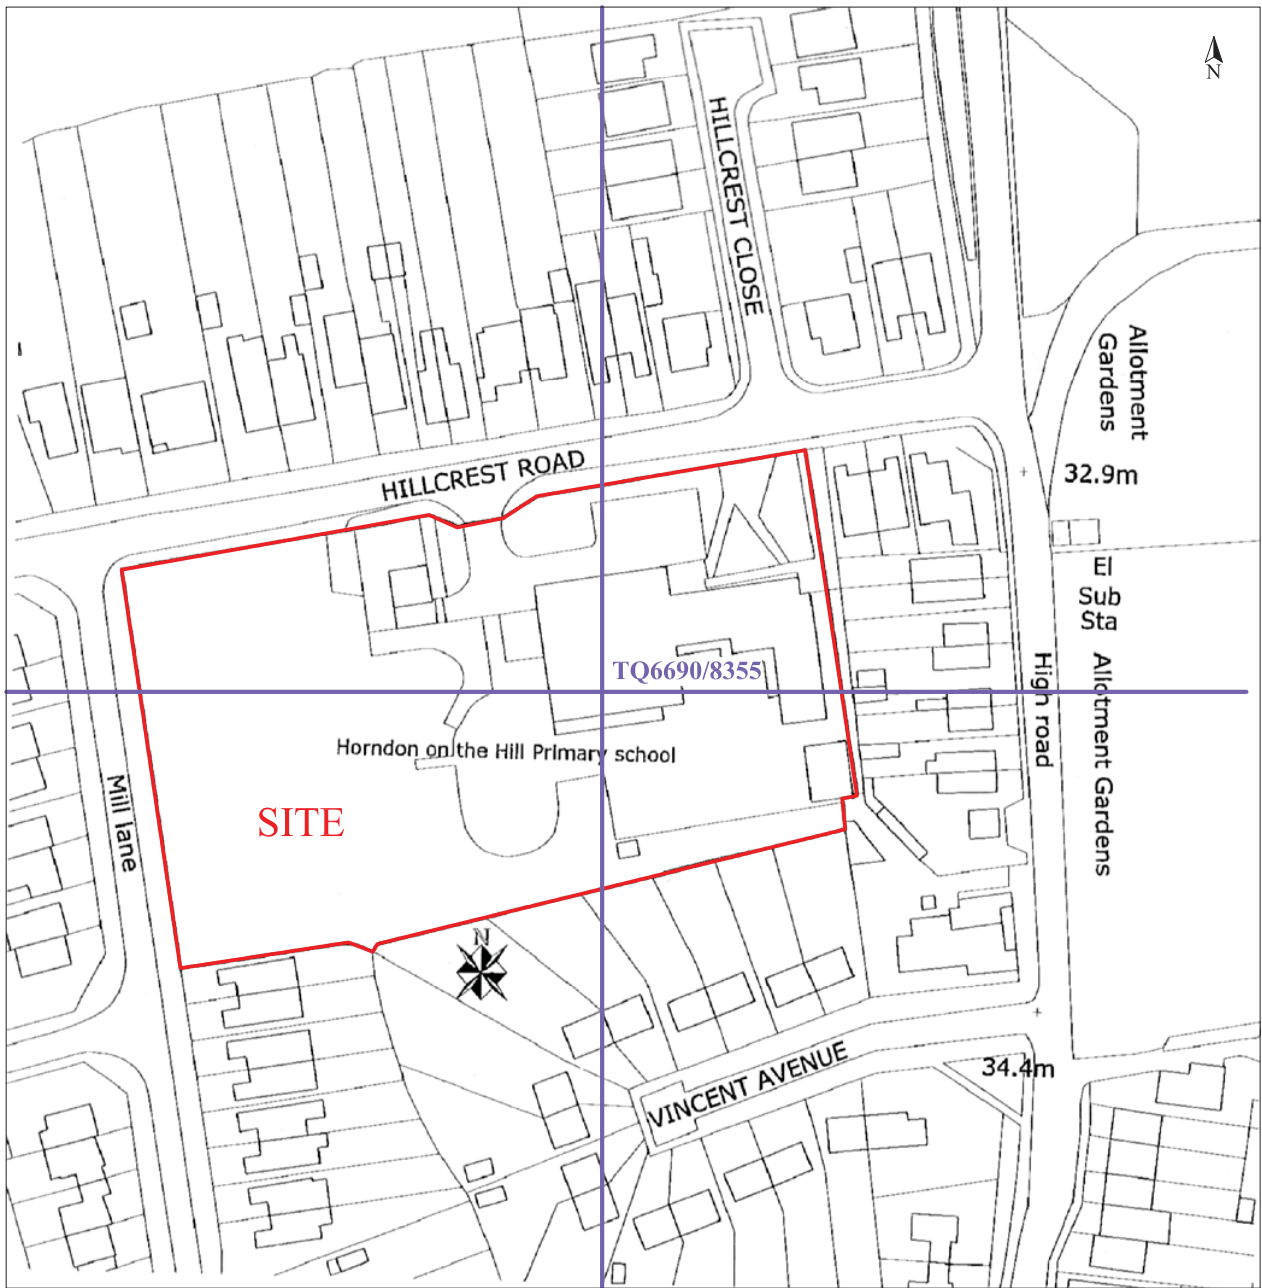 N
HILLCREST CLOSE
Allotment
Gardens
HILLCREST ROAD
32.9m
El
Sub
Sta
TQ6690/8355
High road
Allotment Gardens
Horndon on the Hill Primary school
Mill lane
SITE
N
VINCENT AVENUE
34.4m